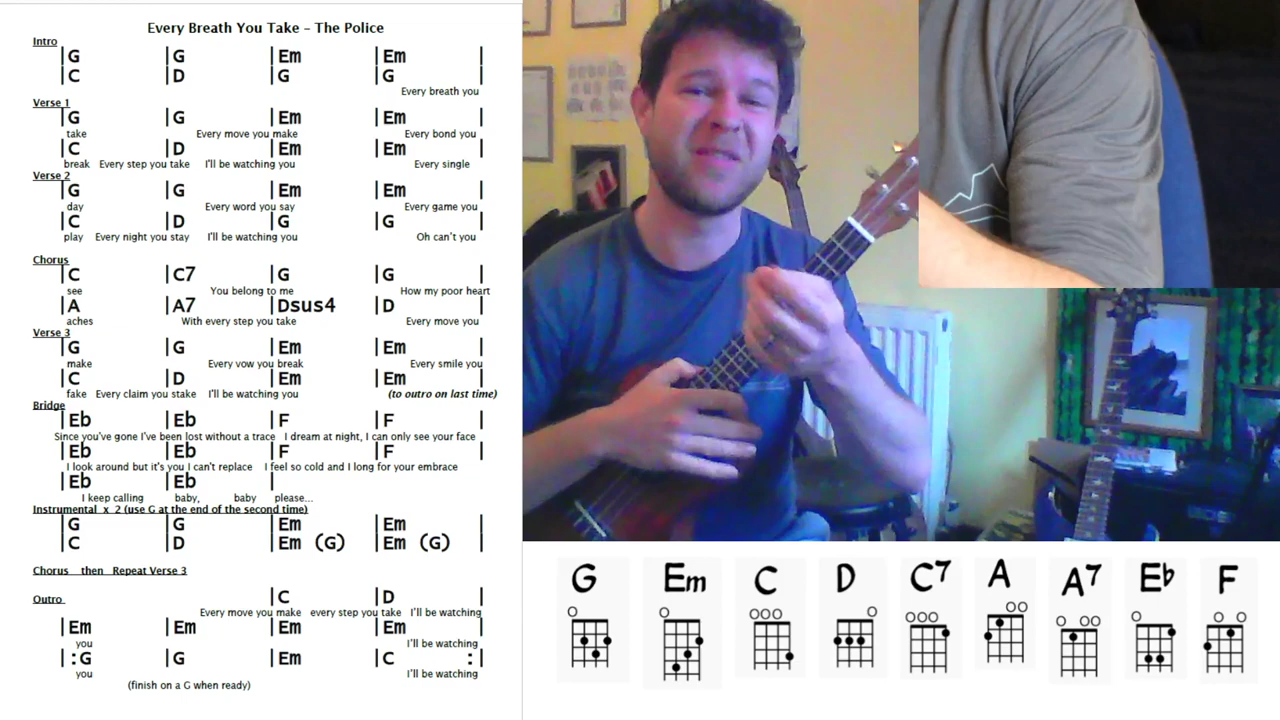 Every Breath You Take – The Police
Intro
|G |G |Em |Em |
|C |D |G |G |
Every breath you
Verse 1
|G |G |Em |Em |
take Every move you make Every bond you
|C |D |Em |Em |
break Every step you take I'll be watching you Every single
Verse 2
|G |G |Em |Em |
day Every word you say Every game you
|C |D |G |G |
play Every night you stay I'll be watching you Oh can't you
Chorus
|C |C7 |G |G |
see You belong to me How my poor heart
|A |A7 |Dsus4 |D |
aches With every step you take Every move you
Verse 3
|G |G |Em |Em |
make Every vow you break Every smile you
|C |D |Em |Em |
fake Every claim you stake I'll be watching you (to outro on last time)
Bridge
|Eb |Eb |F |F |
Since you've gone I've been lost without a trace I dream at night, I can only see your face
|Eb |Eb |F |F |
I look around but it's you I can't replace I feel so cold and I long for your embrace
|Eb |Eb |
I keep calling baby, baby please...
Instrumental x 2 (use G at the end of the second time)
|G |G |Em |Em |
|C |D |Em (G) |Em (G) |
Chorus then Repeat Verse 3
Outro |C |D |
Every move you make every step you take I'll be watching
|Em |Em |Em |Em |
you I'll be watching
|:G |G |Em |C :|
you I'll be watching
(finish on a G when ready)
G Em C D C7 A A7 Eb F